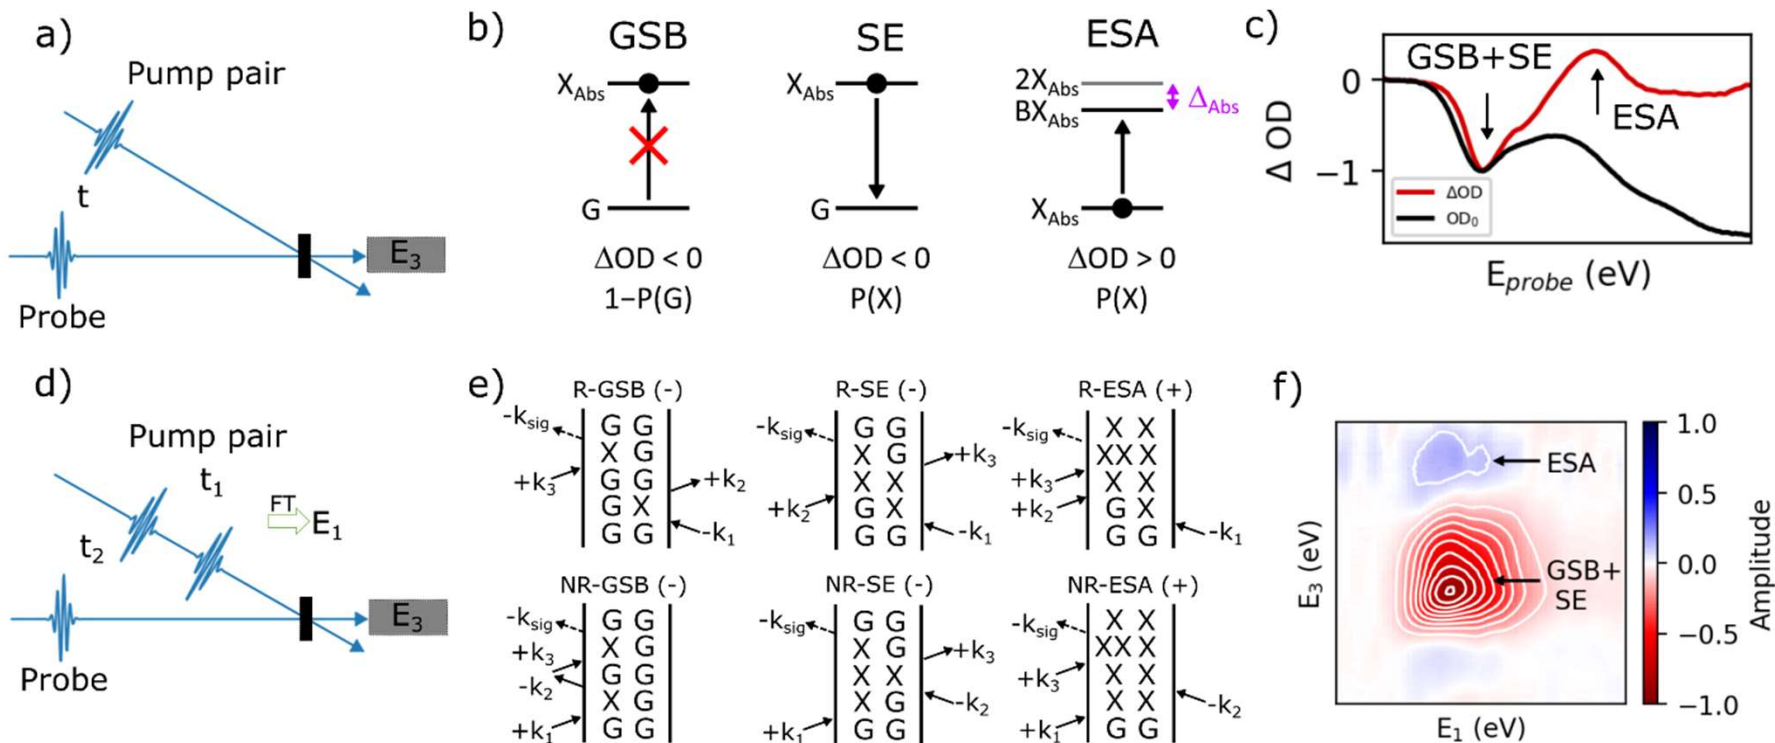 a)
Pump pair
t
E3
Probe
b)
GSB
SE
ESA
XAbs
G
ΔOD < 0
1−P(G)
XAbs
G
ΔOD < 0
P(X)
2XAbs
BXAbs
ΔAbs
XAbs
ΔOD > 0
P(X)
c)
GSB+SE
ESA
0
−1
Δ OD
ΔOD
OD0
Eprobe (eV)
d)
Pump pair
t1
FT
E1
t2
E3
Probe
e)
R-GSB (-)
-ksig
G G
X G
+k3
G G
+k2
G X
-k1
G G
R-SE (-)
-ksig
G G
X G
+k3
X X
+k2
G X
-k1
G G
R-ESA (+)
-ksig
X X
XX X
+k3
X X
+k2
G X
-k1
G G
NR-GSB (-)
-ksig
G G
+k3
X G
-k2
G G
X G
+k1
G G
NR-SE (-)
-ksig
G G
X G
+k3
X X
-k2
X G
+k1
G G
NR-ESA (+)
-ksig
X X
XX X
+k3
X X
-k2
X G
+k1
G G
f)
ESA
GSB+
SE
E3 (eV)
E1 (eV)
1.0
0.5
0.0
−0.5
−1.0
Amplitude